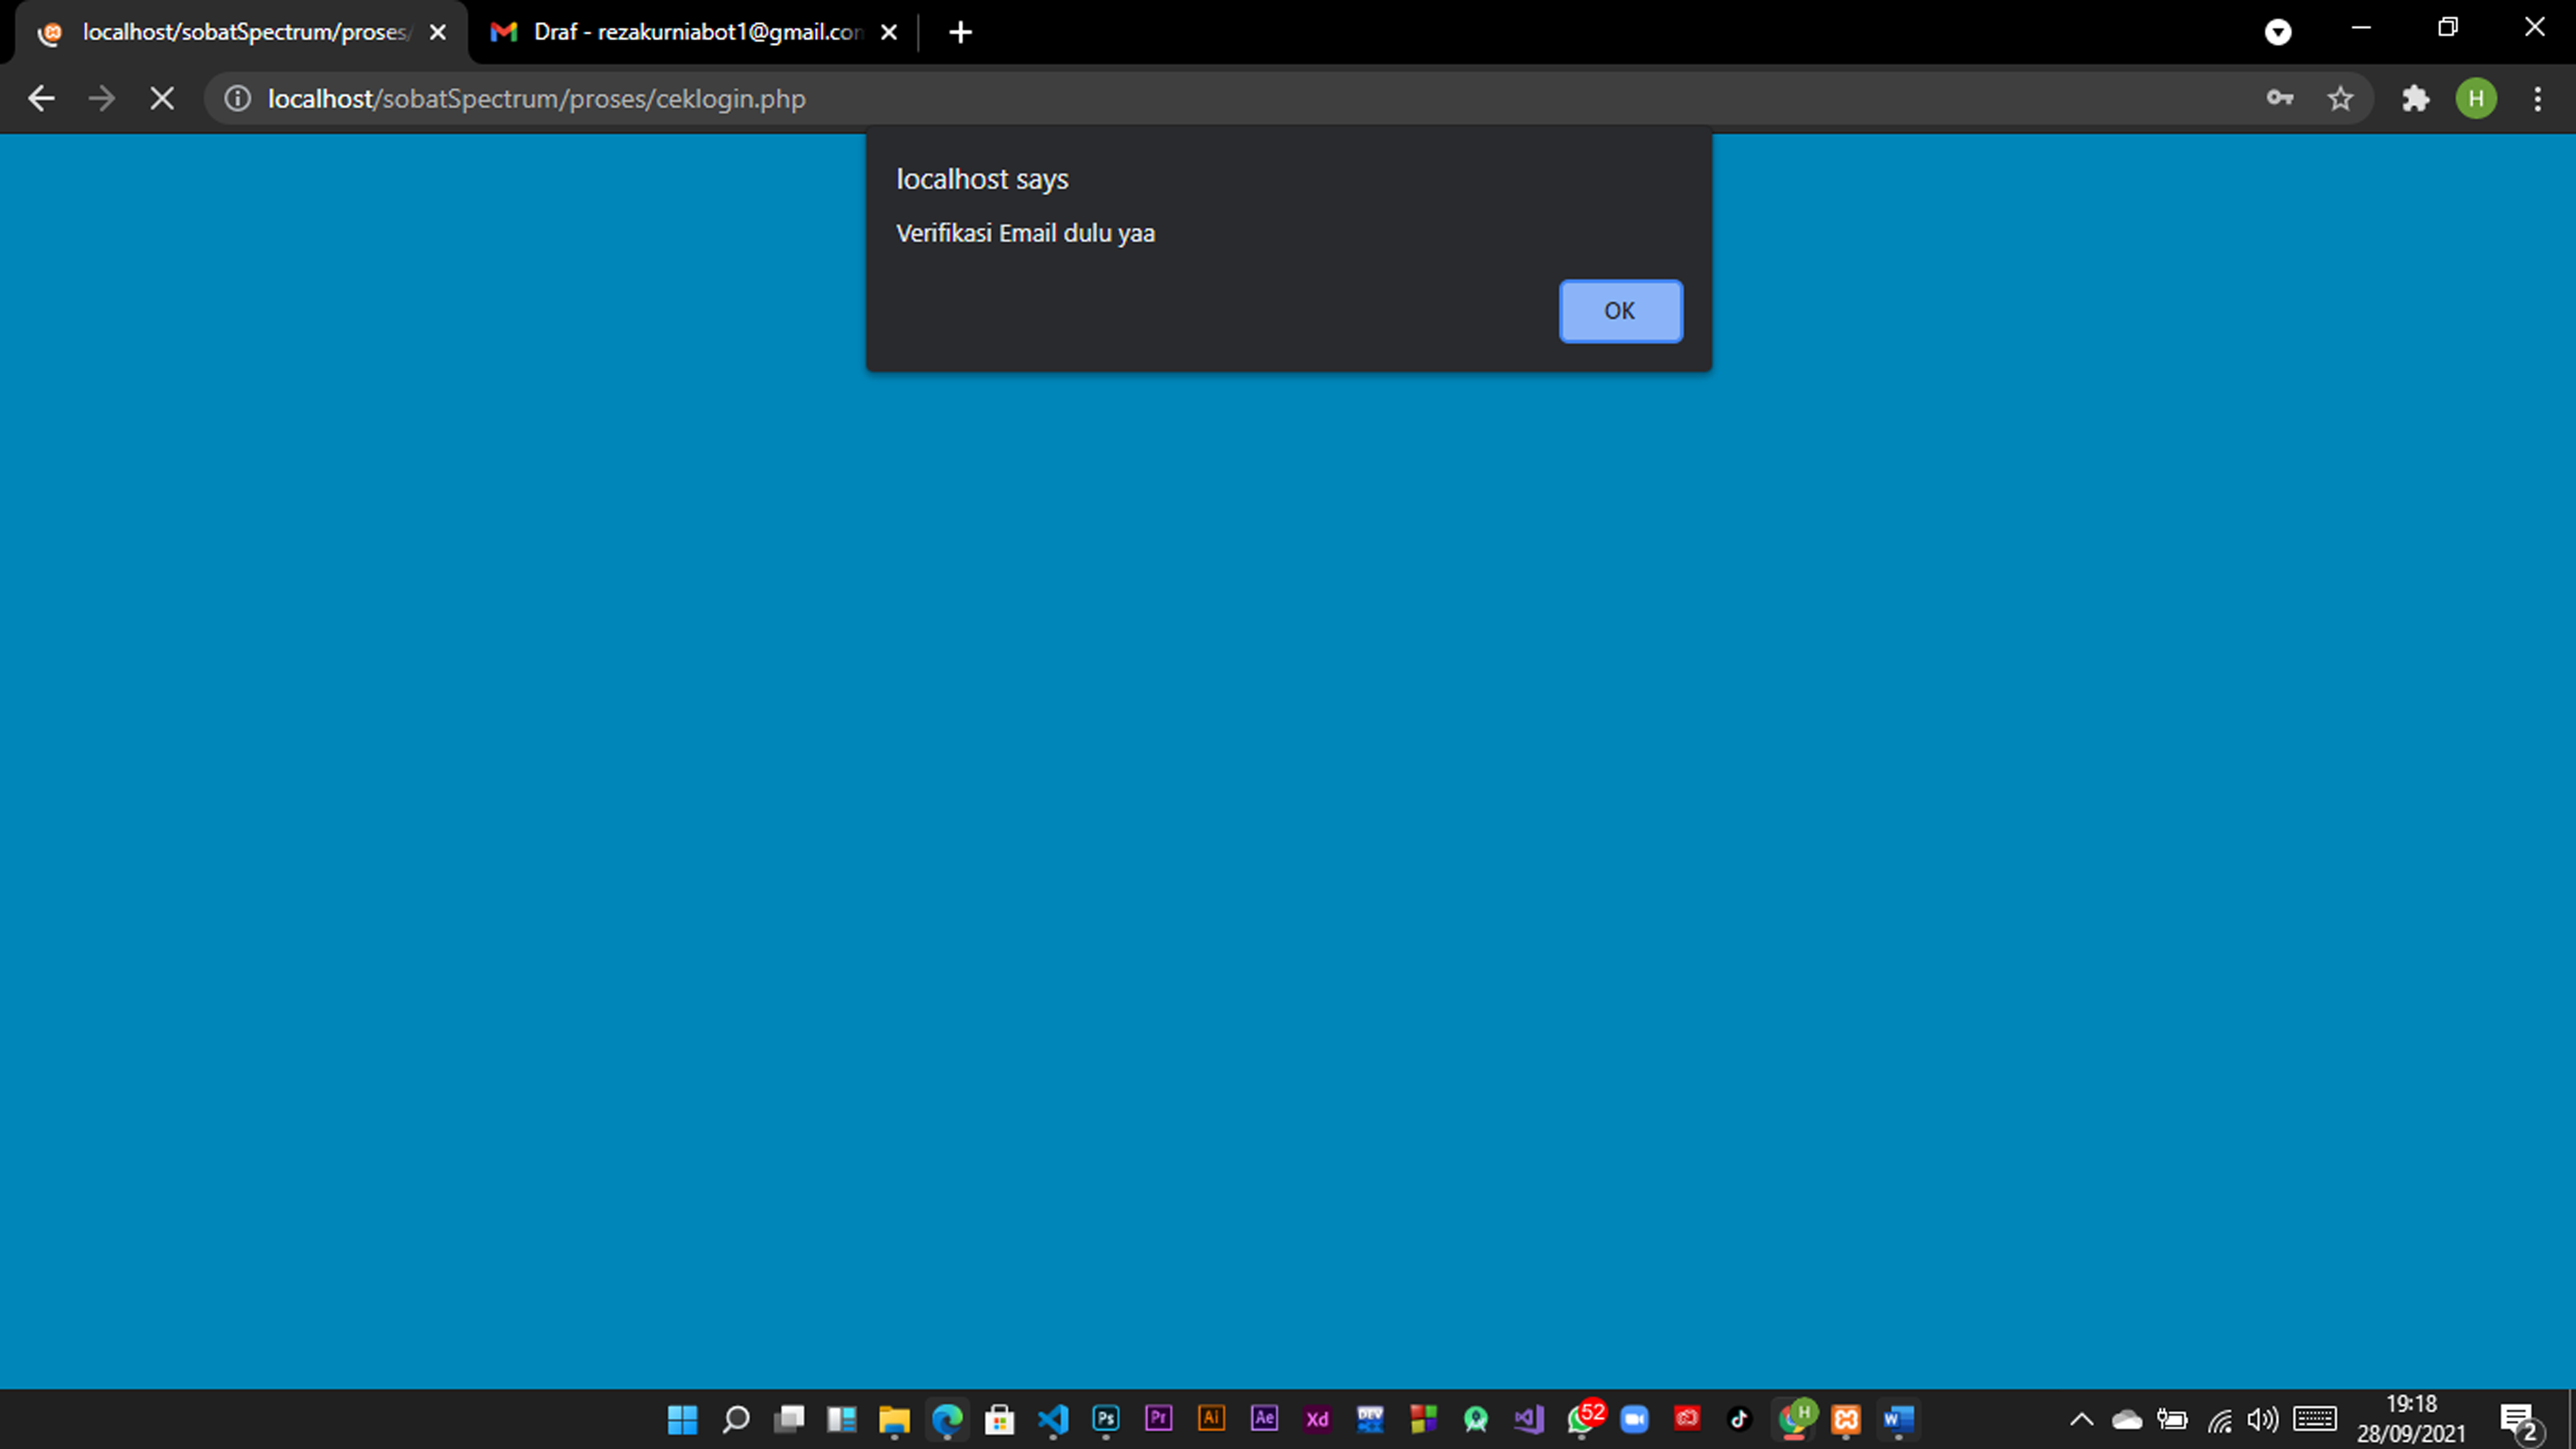 localhost/sobatSpectrum/proses/
Draf - rezakurniabot1@gmail.con
localhost/sobatSpectrum/proses/ceklogin.php
H
localhost says
Verifikasi Email dulu yaa
OK
Ps
Pr
Ai
Ae
Xd
DEV
52
H
W
19:18
28/09/2021
2